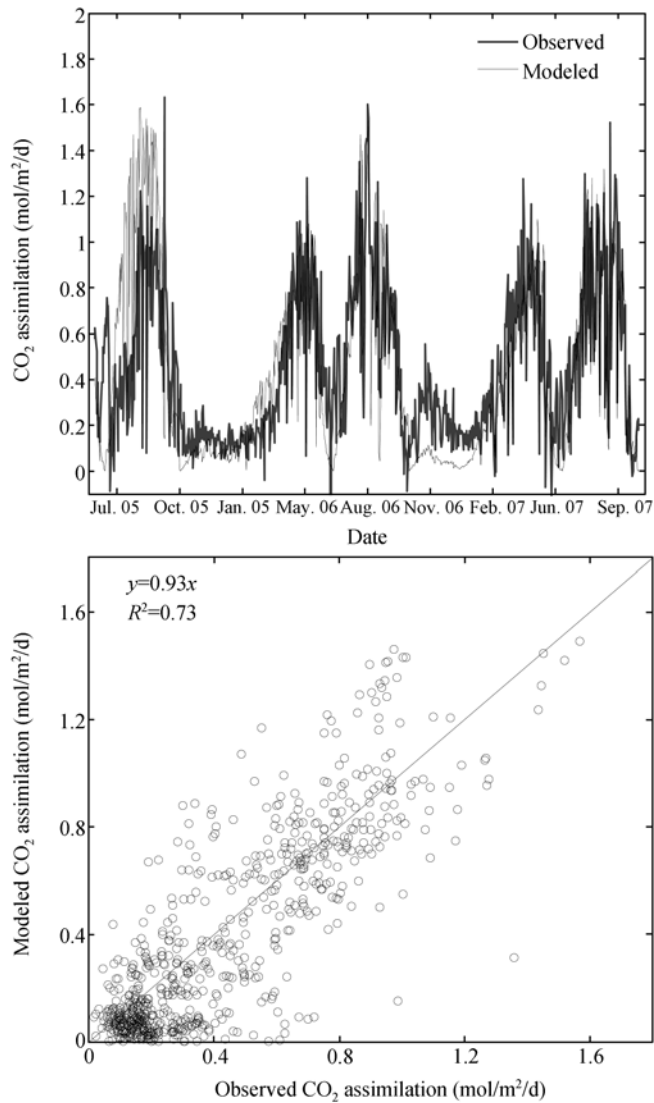 2
1.8
1.6
1.4
1.2
1.0
0.8
0.6
0.4
0.2
0
CO₂ assimilation (mol/m²/d)
Observed
Modeled
Jul. 05 Oct. 05 Jan. 05 May. 06 Aug. 06 Nov. 06 Feb. 07 Jun. 07 Sep. 07
Date
y=0.93x
R²=0.73
1.6
1.2
0.8
0.4
0
Modeled CO₂ assimilation (mol/m²/d)
0 0.4 0.8 1.2 1.6
Observed CO₂ assimilation (mol/m²/d)